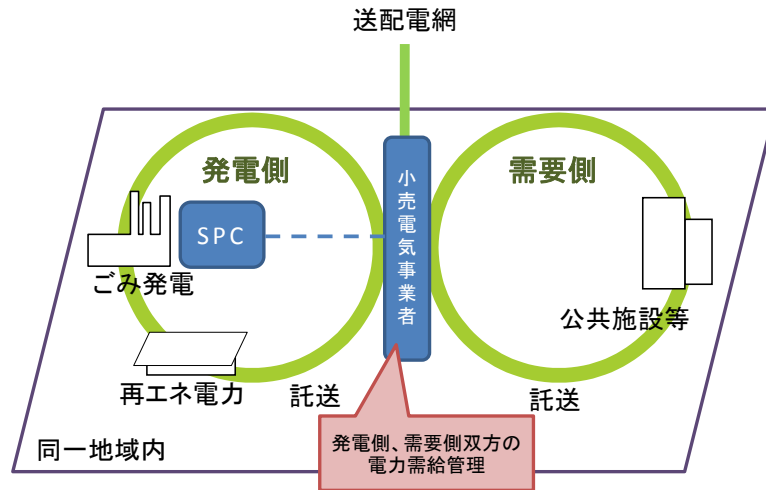 送配電網
発電側
需要側
小売電気事業者
SPC
ごみ発電
公共施設等
再エネ電力
託送
託送
同一地域内
発電側、需要側双方の
電力需給管理